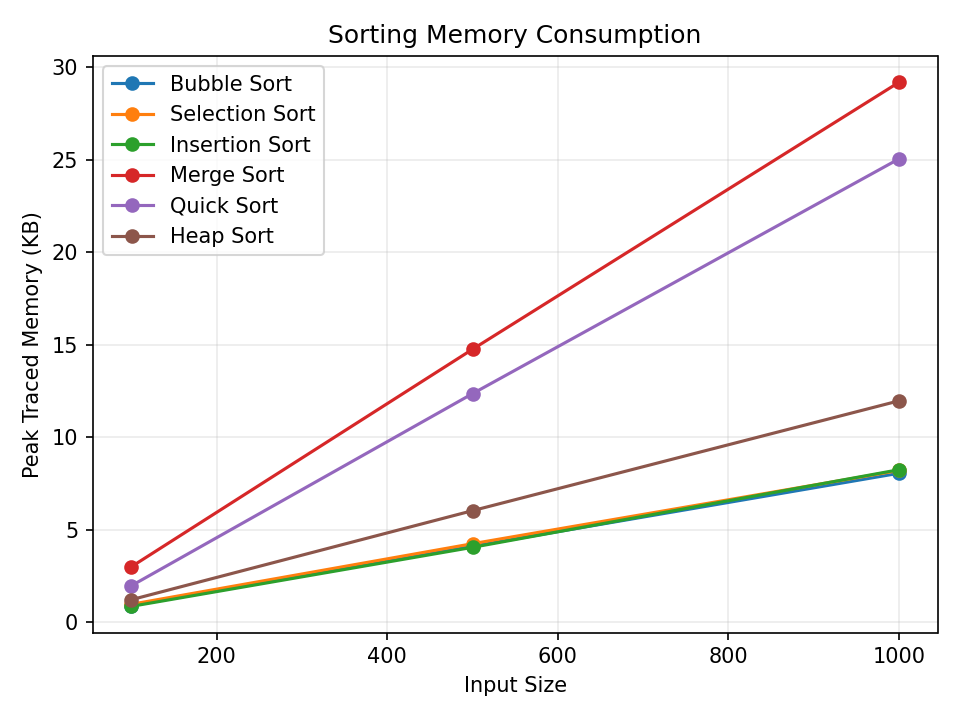 Sorting Memory Consumption
30
25
20
15
10
5
0
Peak Traced Memory (KB)
Bubble Sort
Selection Sort
Insertion Sort
Merge Sort
Quick Sort
Heap Sort
200 400 600 800 1000
Input Size